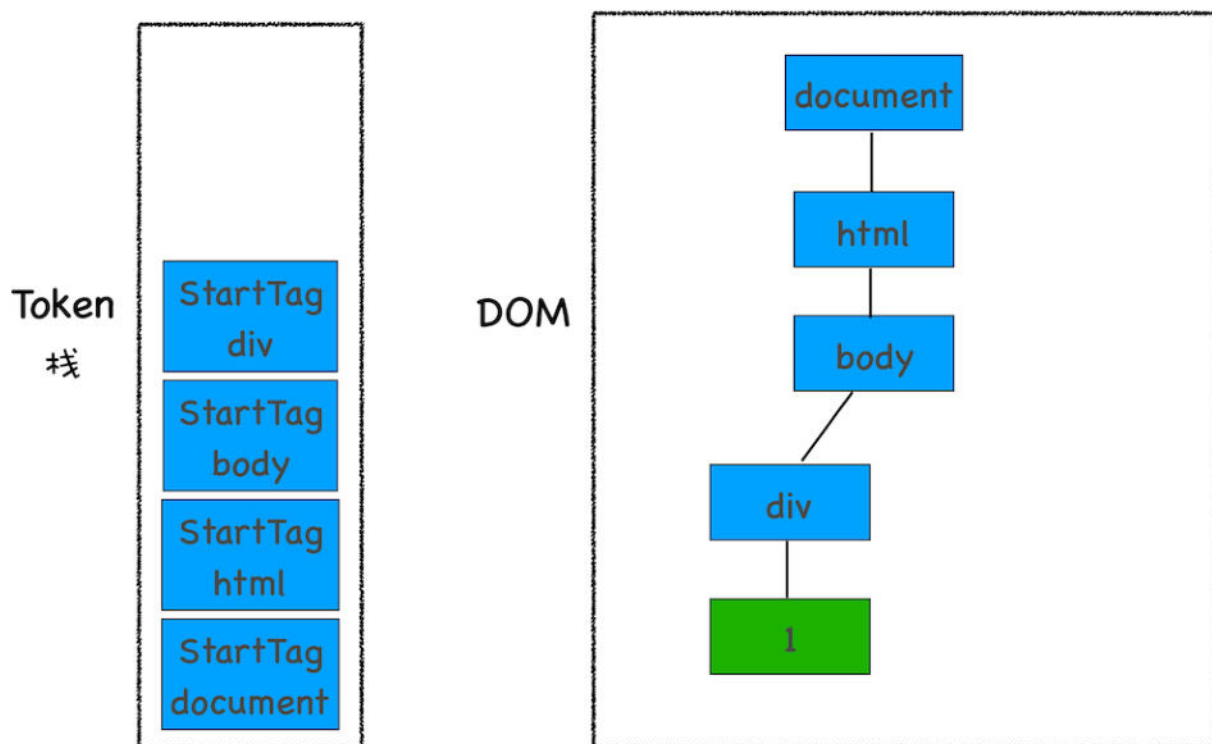 Token
栈
StartTag
div
StartTag
body
StartTag
html
StartTag
document
DOM
document
html
body
div
1